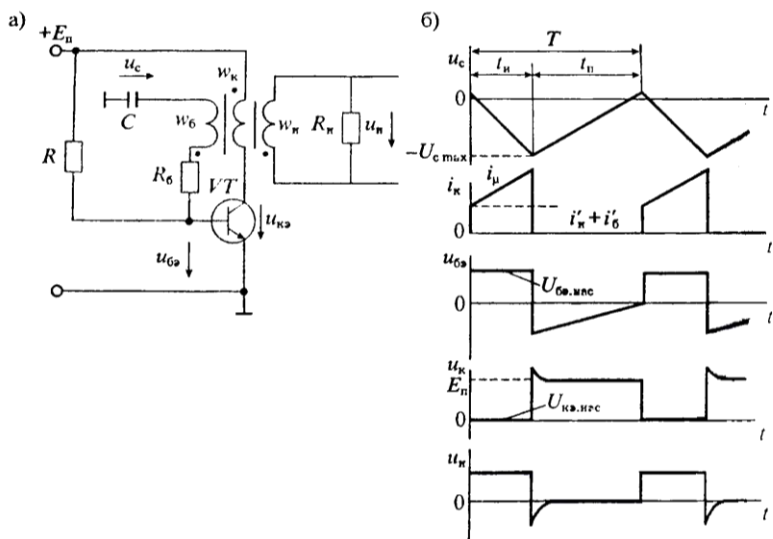 а)
+Eп
uс
C
wб
wк
wн
Rн
uн
R
Rб
VT
uкэ
uбэ
б)
T
uс
tи
tп
0
t
−Uс max
iк
iμ
i′н + i′б
0
t
uбэ
Uбэ.нас
0
t
uк
Eп
Uкэ.нас
0
t
uн
0
t